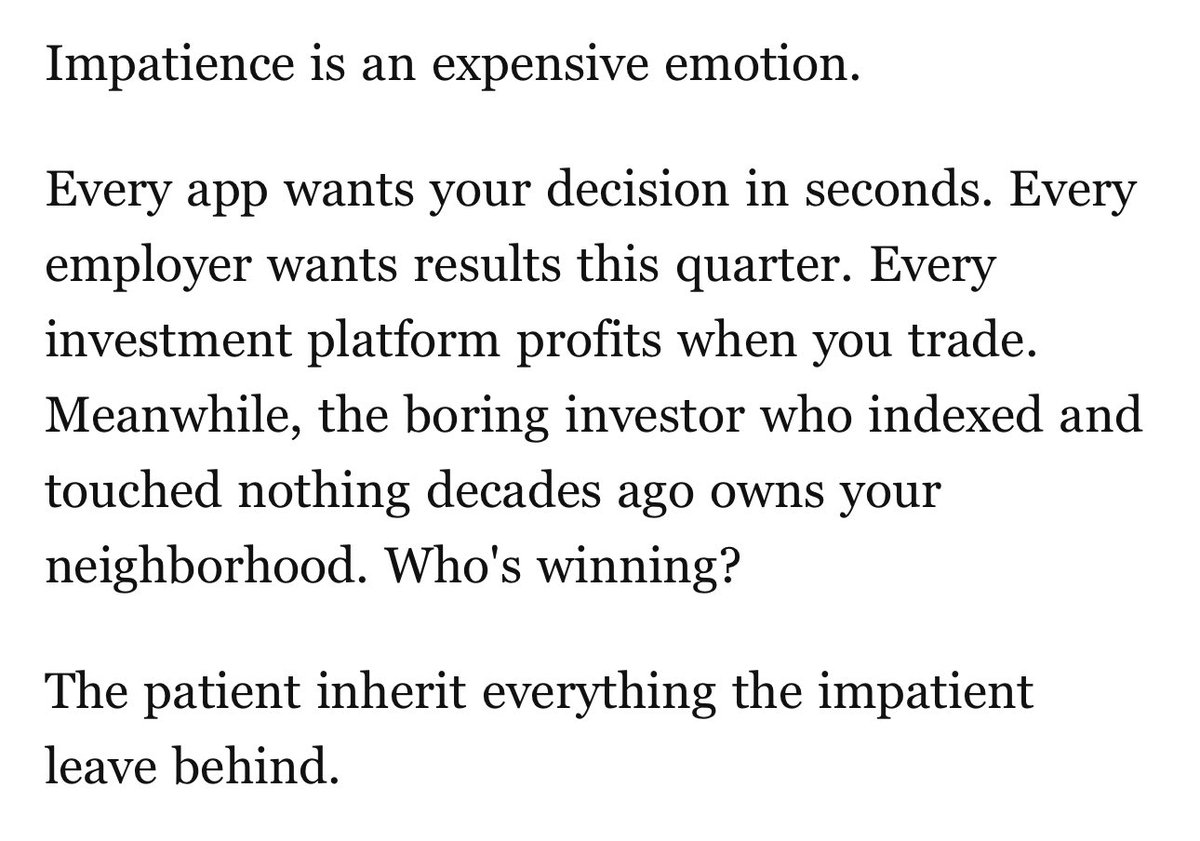 Impatience is an expensive emotion.
Every app wants your decision in seconds. Every
employer wants results this quarter. Every
investment platform profits when you trade.
Meanwhile, the boring investor who indexed and
touched nothing decades ago owns your
neighborhood. Who's winning?
The patient inherit everything the impatient
leave behind.